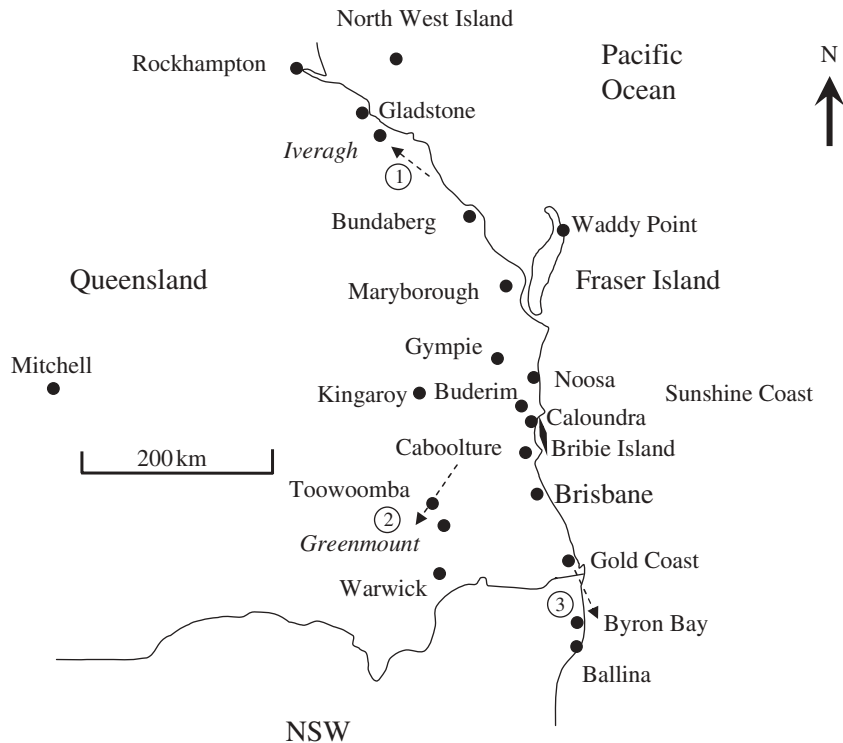 North West Island
Rockhampton
Pacific
Ocean
N
Gladstone
Iveragh
1
Bundaberg
Waddy Point
Queensland
Fraser Island
Maryborough
Gympie
Mitchell
Noosa
Kingaroy
Buderim
Sunshine Coast
Caloundra
Caboolture
Bribie Island
200 km
Toowoomba
Brisbane
2
Greenmount
Gold Coast
Warwick
3
Byron Bay
Ballina
NSW